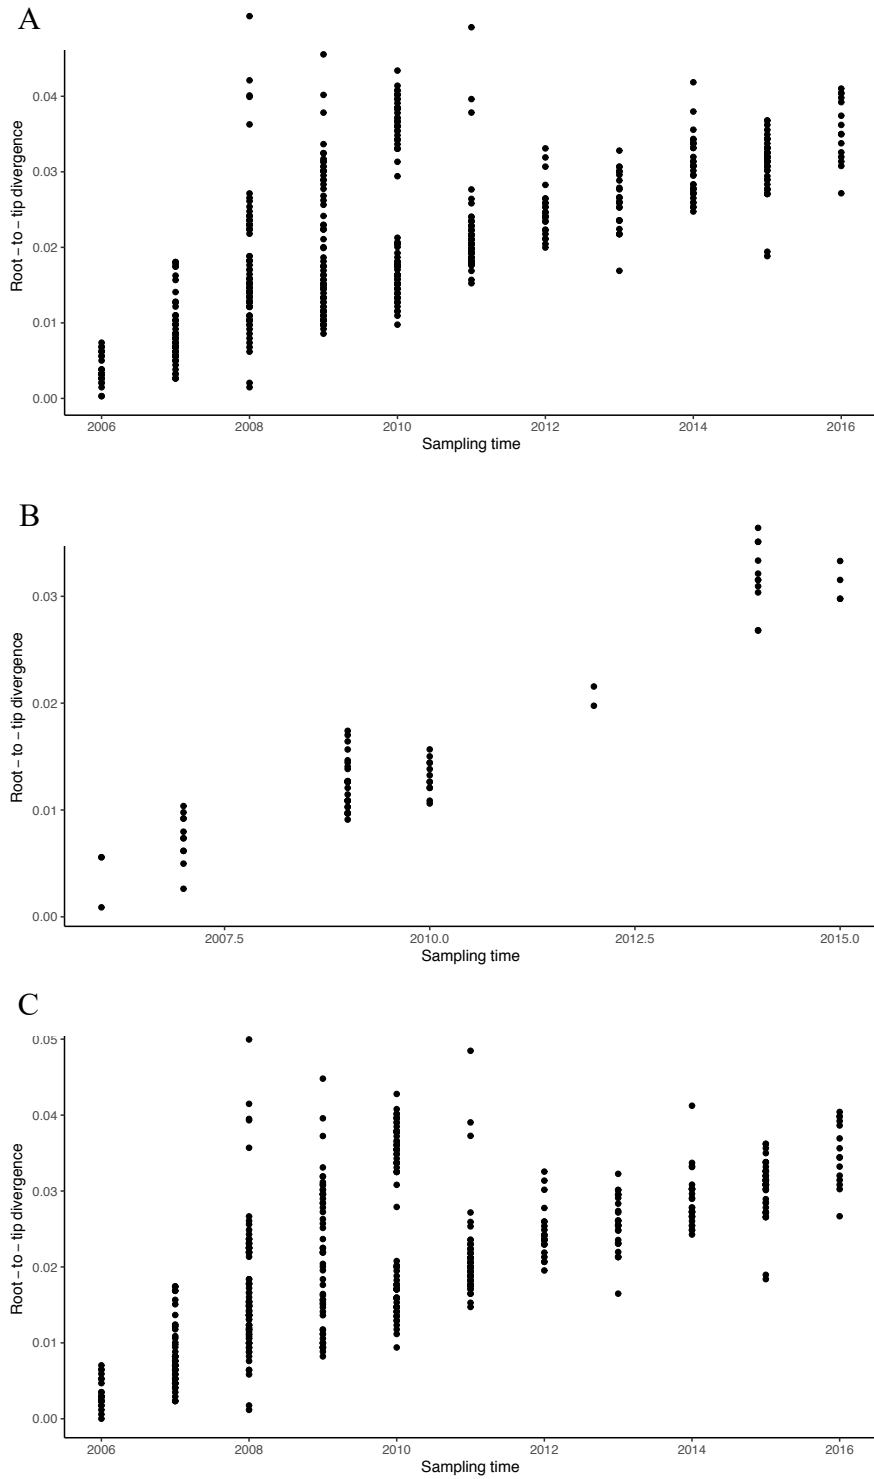 A
Root – to – tip divergence
0.04
0.03
0.02
0.01
0.00
2006 2008 2010 2012 2014 2016
Sampling time
B
Root – to – tip divergence
0.03
0.02
0.01
0.00
2007.5 2010.0 2012.5 2015.0
Sampling time
C
Root – to – tip divergence
0.05
0.04
0.03
0.02
0.01
0.00
2006 2008 2010 2012 2014 2016
Sampling time